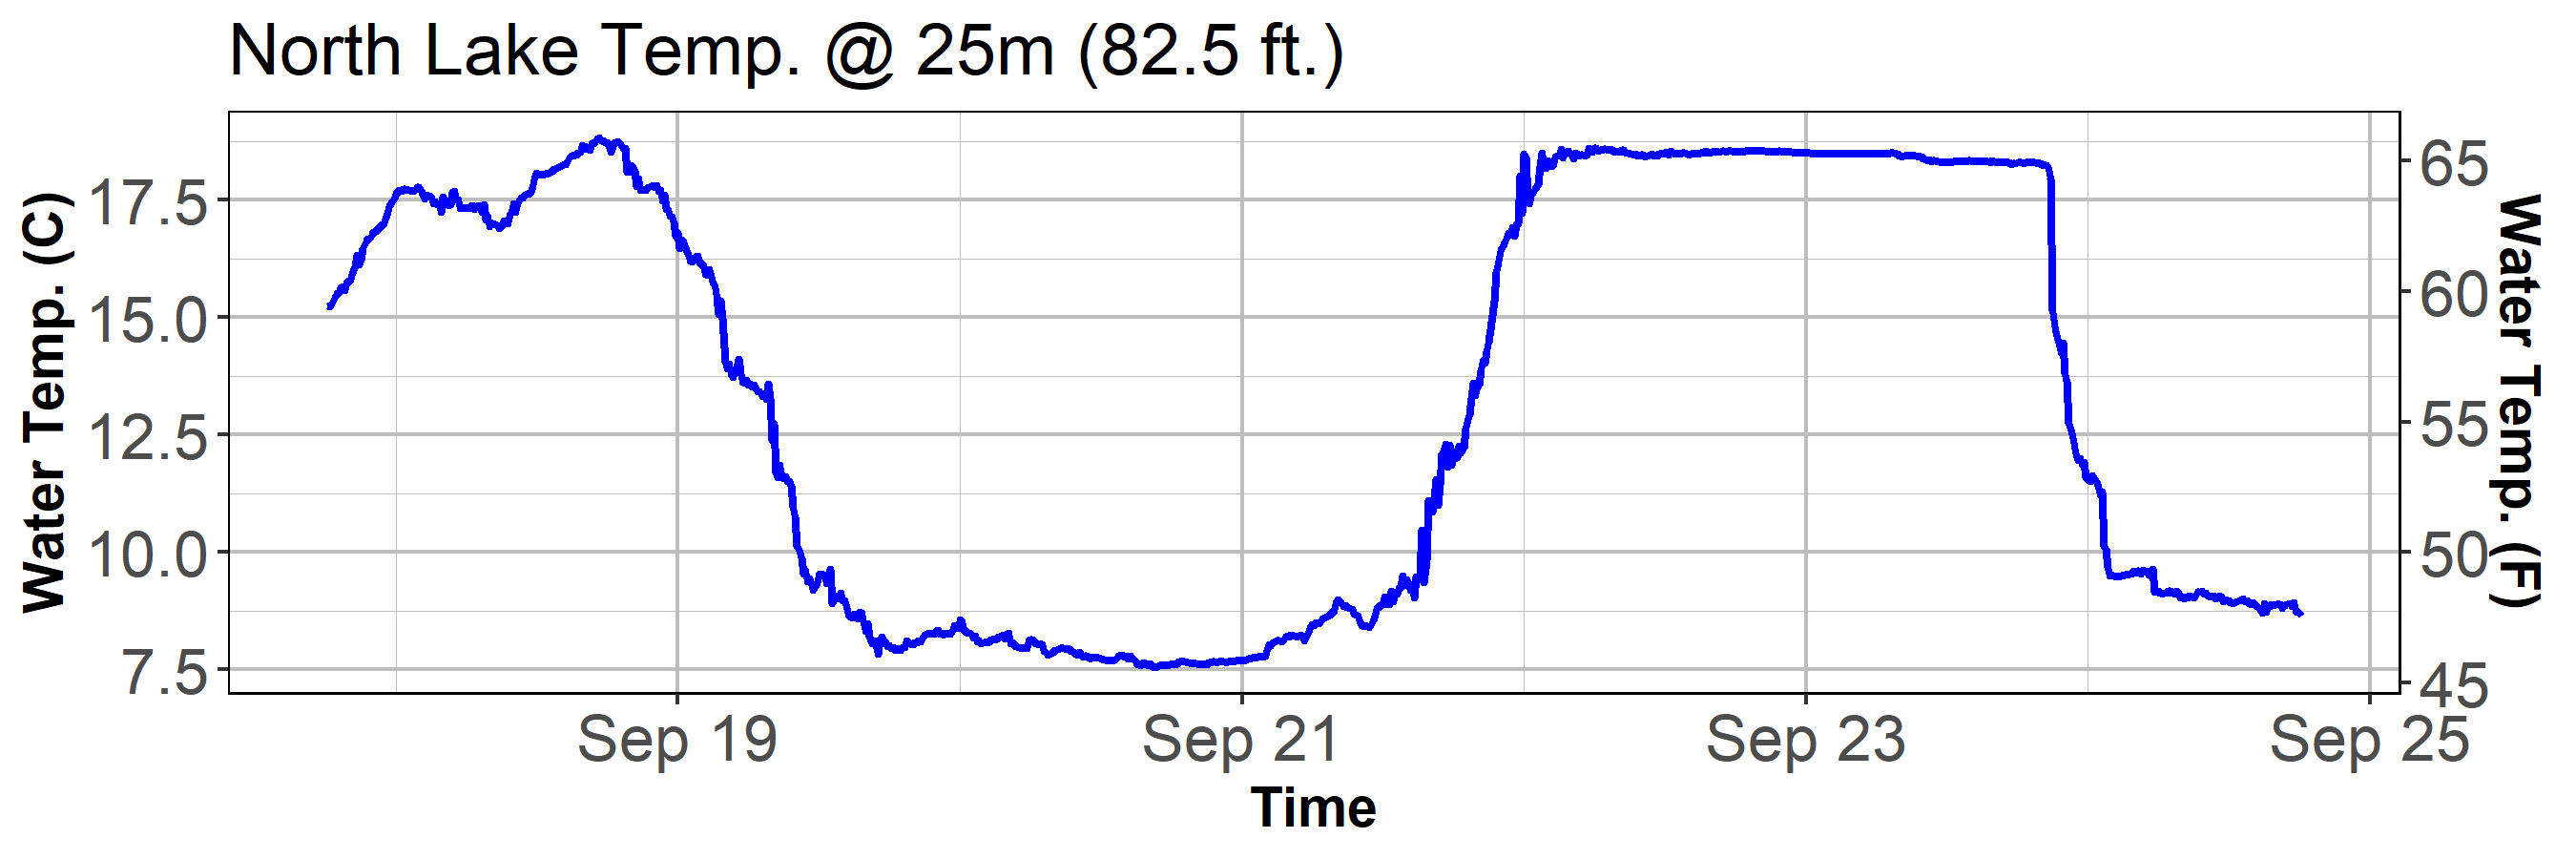 North Lake Temp. @ 25m (82.5 ft.)
Water Temp. (C)
17.5
15.0
12.5
10.0
7.5
65
60
55
50
45
Water Temp. (F)
Sep 19
Sep 21
Sep 23
Sep 25
Time